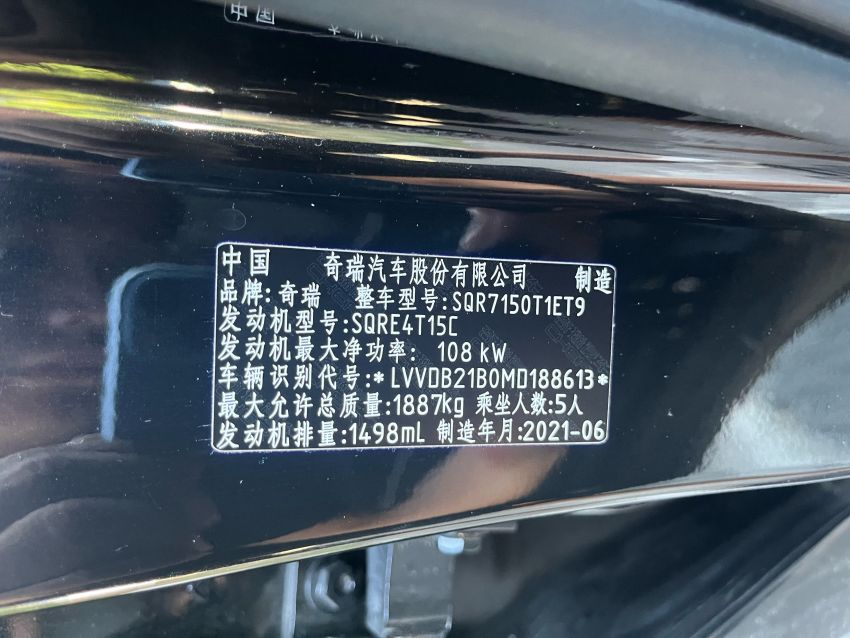 中国
中国 奇瑞汽车股份有限公司 制造
品牌:奇瑞 整车型号:SQR7150T1ET9
发动机型号:SQRE4T15C
发动机最大净功率: 108 kW
车辆识别代号:*LVVDB21B0MD188613*
最大允许总质量:1887kg 乘坐人数:5人
发动机排量:1498mL 制造年月:2021-06